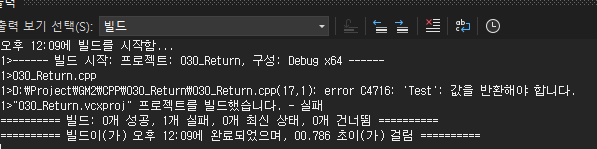 출력
출력 보기 선택(S): 빌드
오후 12:09에 빌드를 시작함...
1>------ 빌드 시작: 프로젝트: 030_Return, 구성: Debug x64 ------
1>030_Return.cpp
1>D:\Project\GM2\CPP\030_Return\030_Return.cpp(17,1): error C4716: 'Test': 값을 반환해야 합니다.
1>"030_Return.vcxproj" 프로젝트를 빌드했습니다. - 실패
========== 빌드: 0개 성공, 1개 실패, 0개 최신 상태, 0개 건너뜀 ==========
========== 빌드이(가) 오후 12:09에 완료되었으며, 00.786 초이(가) 걸림 ==========